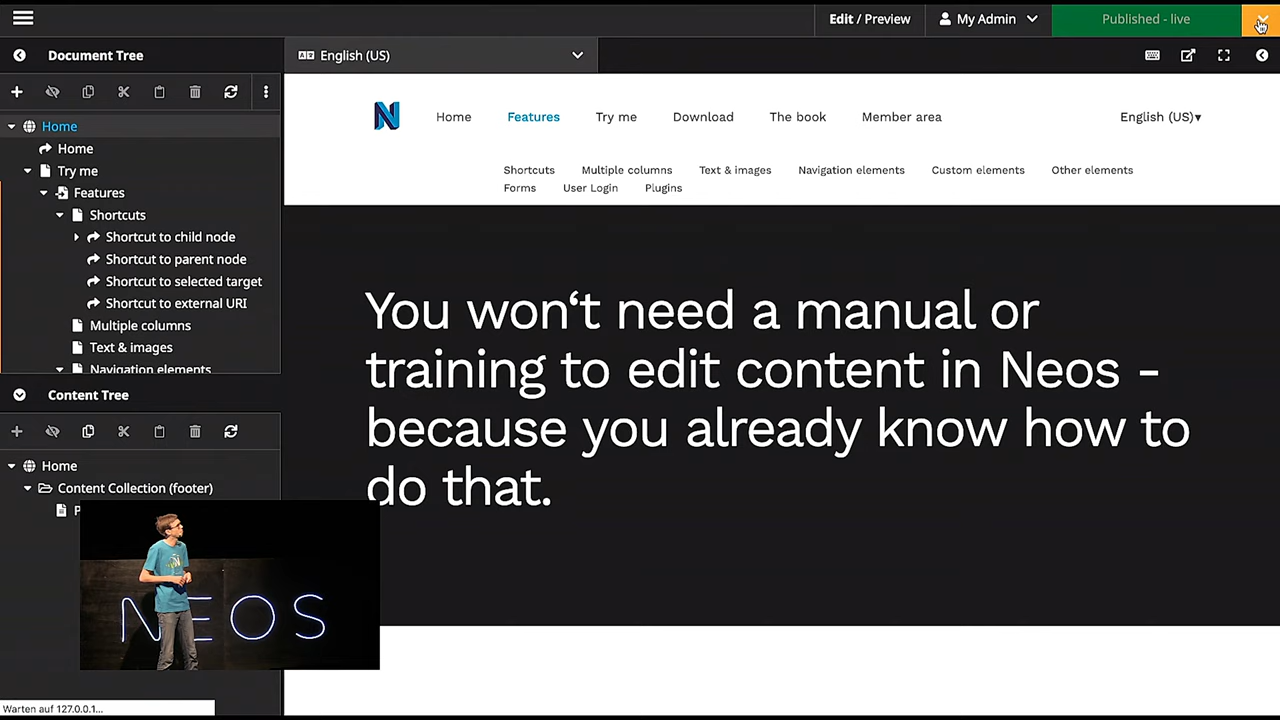 Edit / Preview
My Admin
Published - live
Document Tree
English (US)
Home
Home
Try me
Features
Shortcuts
Shortcut to child node
Shortcut to parent node
Shortcut to selected target
Shortcut to external URI
Multiple columns
Text & images
Navigation elements
Content Tree
Home
Content Collection (footer)
P
Warten auf 127.0.0.1...
N
Home
Features
Try me
Download
The book
Member area
English (US)
Shortcuts
Multiple columns
Text & images
Navigation elements
Custom elements
Other elements
Forms
User Login
Plugins
You won‘t need a manual or
training to edit content in Neos -
because you already know how to
do that.
NEOS